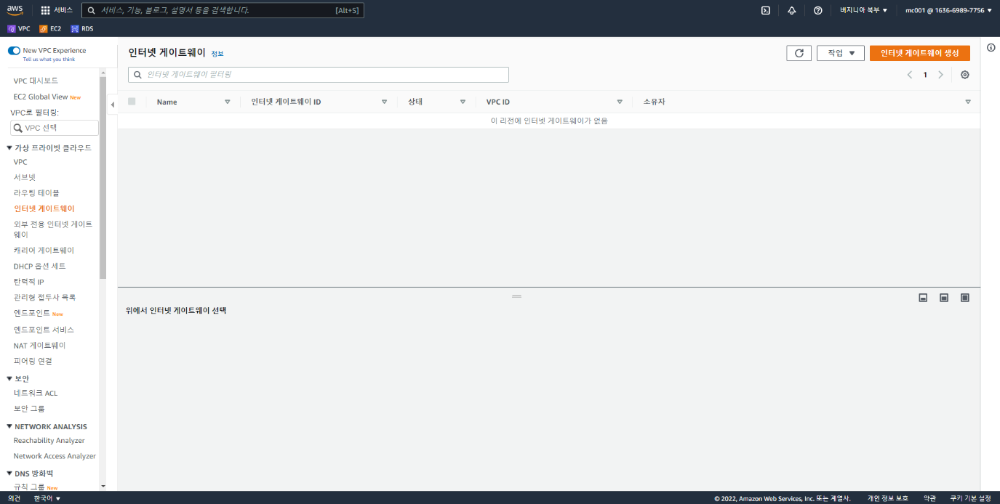 aws
서비스
서비스, 기능, 블로그, 설명서 등을 검색합니다.
[Alt+S]
버지니아 북부 ▼
mc001 @ 1636-6989-7756 ▼
VPC
EC2
RDS
New VPC Experience
Tell us what you think
VPC 대시보드
EC2 Global View New
VPC로 필터링:
VPC 선택
▼ 가상 프라이빗 클라우드
VPC
서브넷
라우팅 테이블
인터넷 게이트웨이
외부 전용 인터넷 게이트
웨이
캐리어 게이트웨이
DHCP 옵션 세트
탄력적 IP
관리형 접두사 목록
엔드포인트 New
엔드포인트 서비스
NAT 게이트웨이
피어링 연결
▼ 보안
네트워크 ACL
보안 그룹
▼ NETWORK ANALYSIS
Reachability Analyzer
Network Access Analyzer
▼ DNS 방화벽
규칙 그룹 New
인터넷 게이트웨이 정보
작업 ▼
인터넷 게이트웨이 생성
인터넷 게이트웨이 필터링
1
Name
인터넷 게이트웨이 ID
상태
VPC ID
소유자
이 리전에 인터넷 게이트웨이가 없음
위에서 인터넷 게이트웨이 선택
의견
한국어 ▼
© 2022, Amazon Web Services, Inc. 또는 계열사.
개인 정보 보호
약관
쿠키 기본 설정